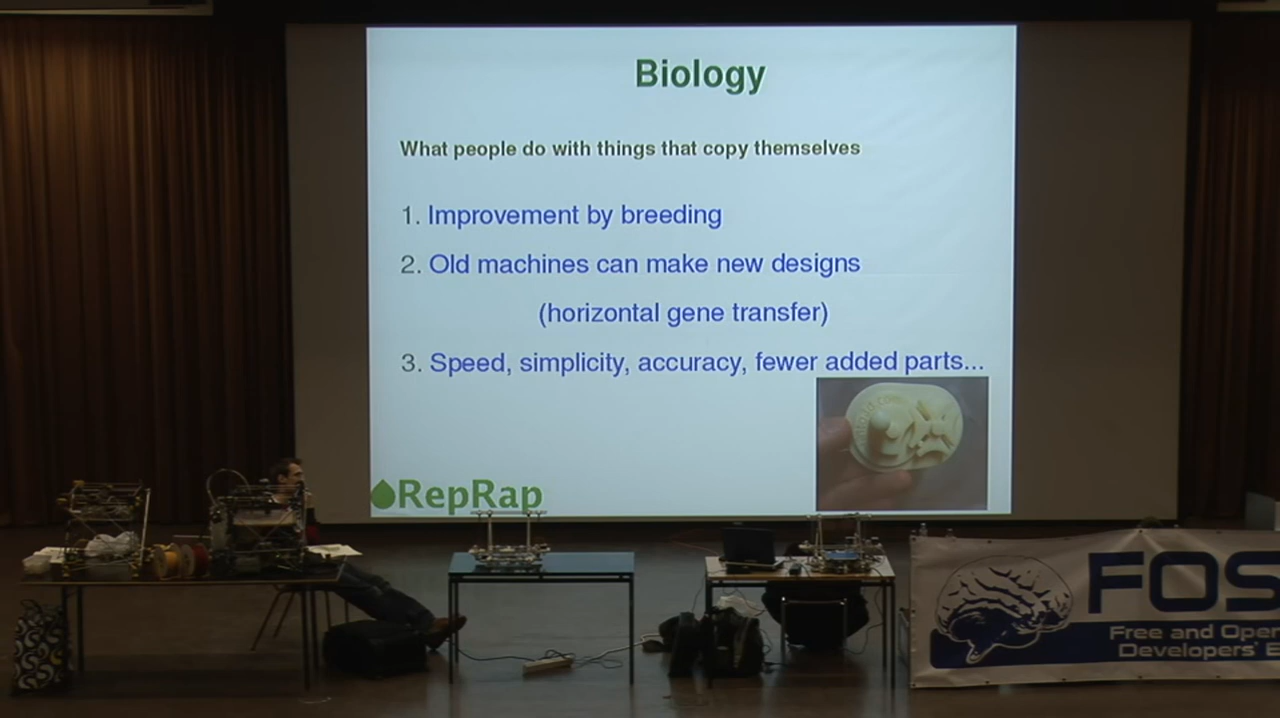 Biology
What people do with things that copy themselves
1. Improvement by breeding
2. Old machines can make new designs
(horizontal gene transfer)
3. Speed, simplicity, accuracy, fewer added parts...
RepRap
FOS
Free and Open
Developers' E